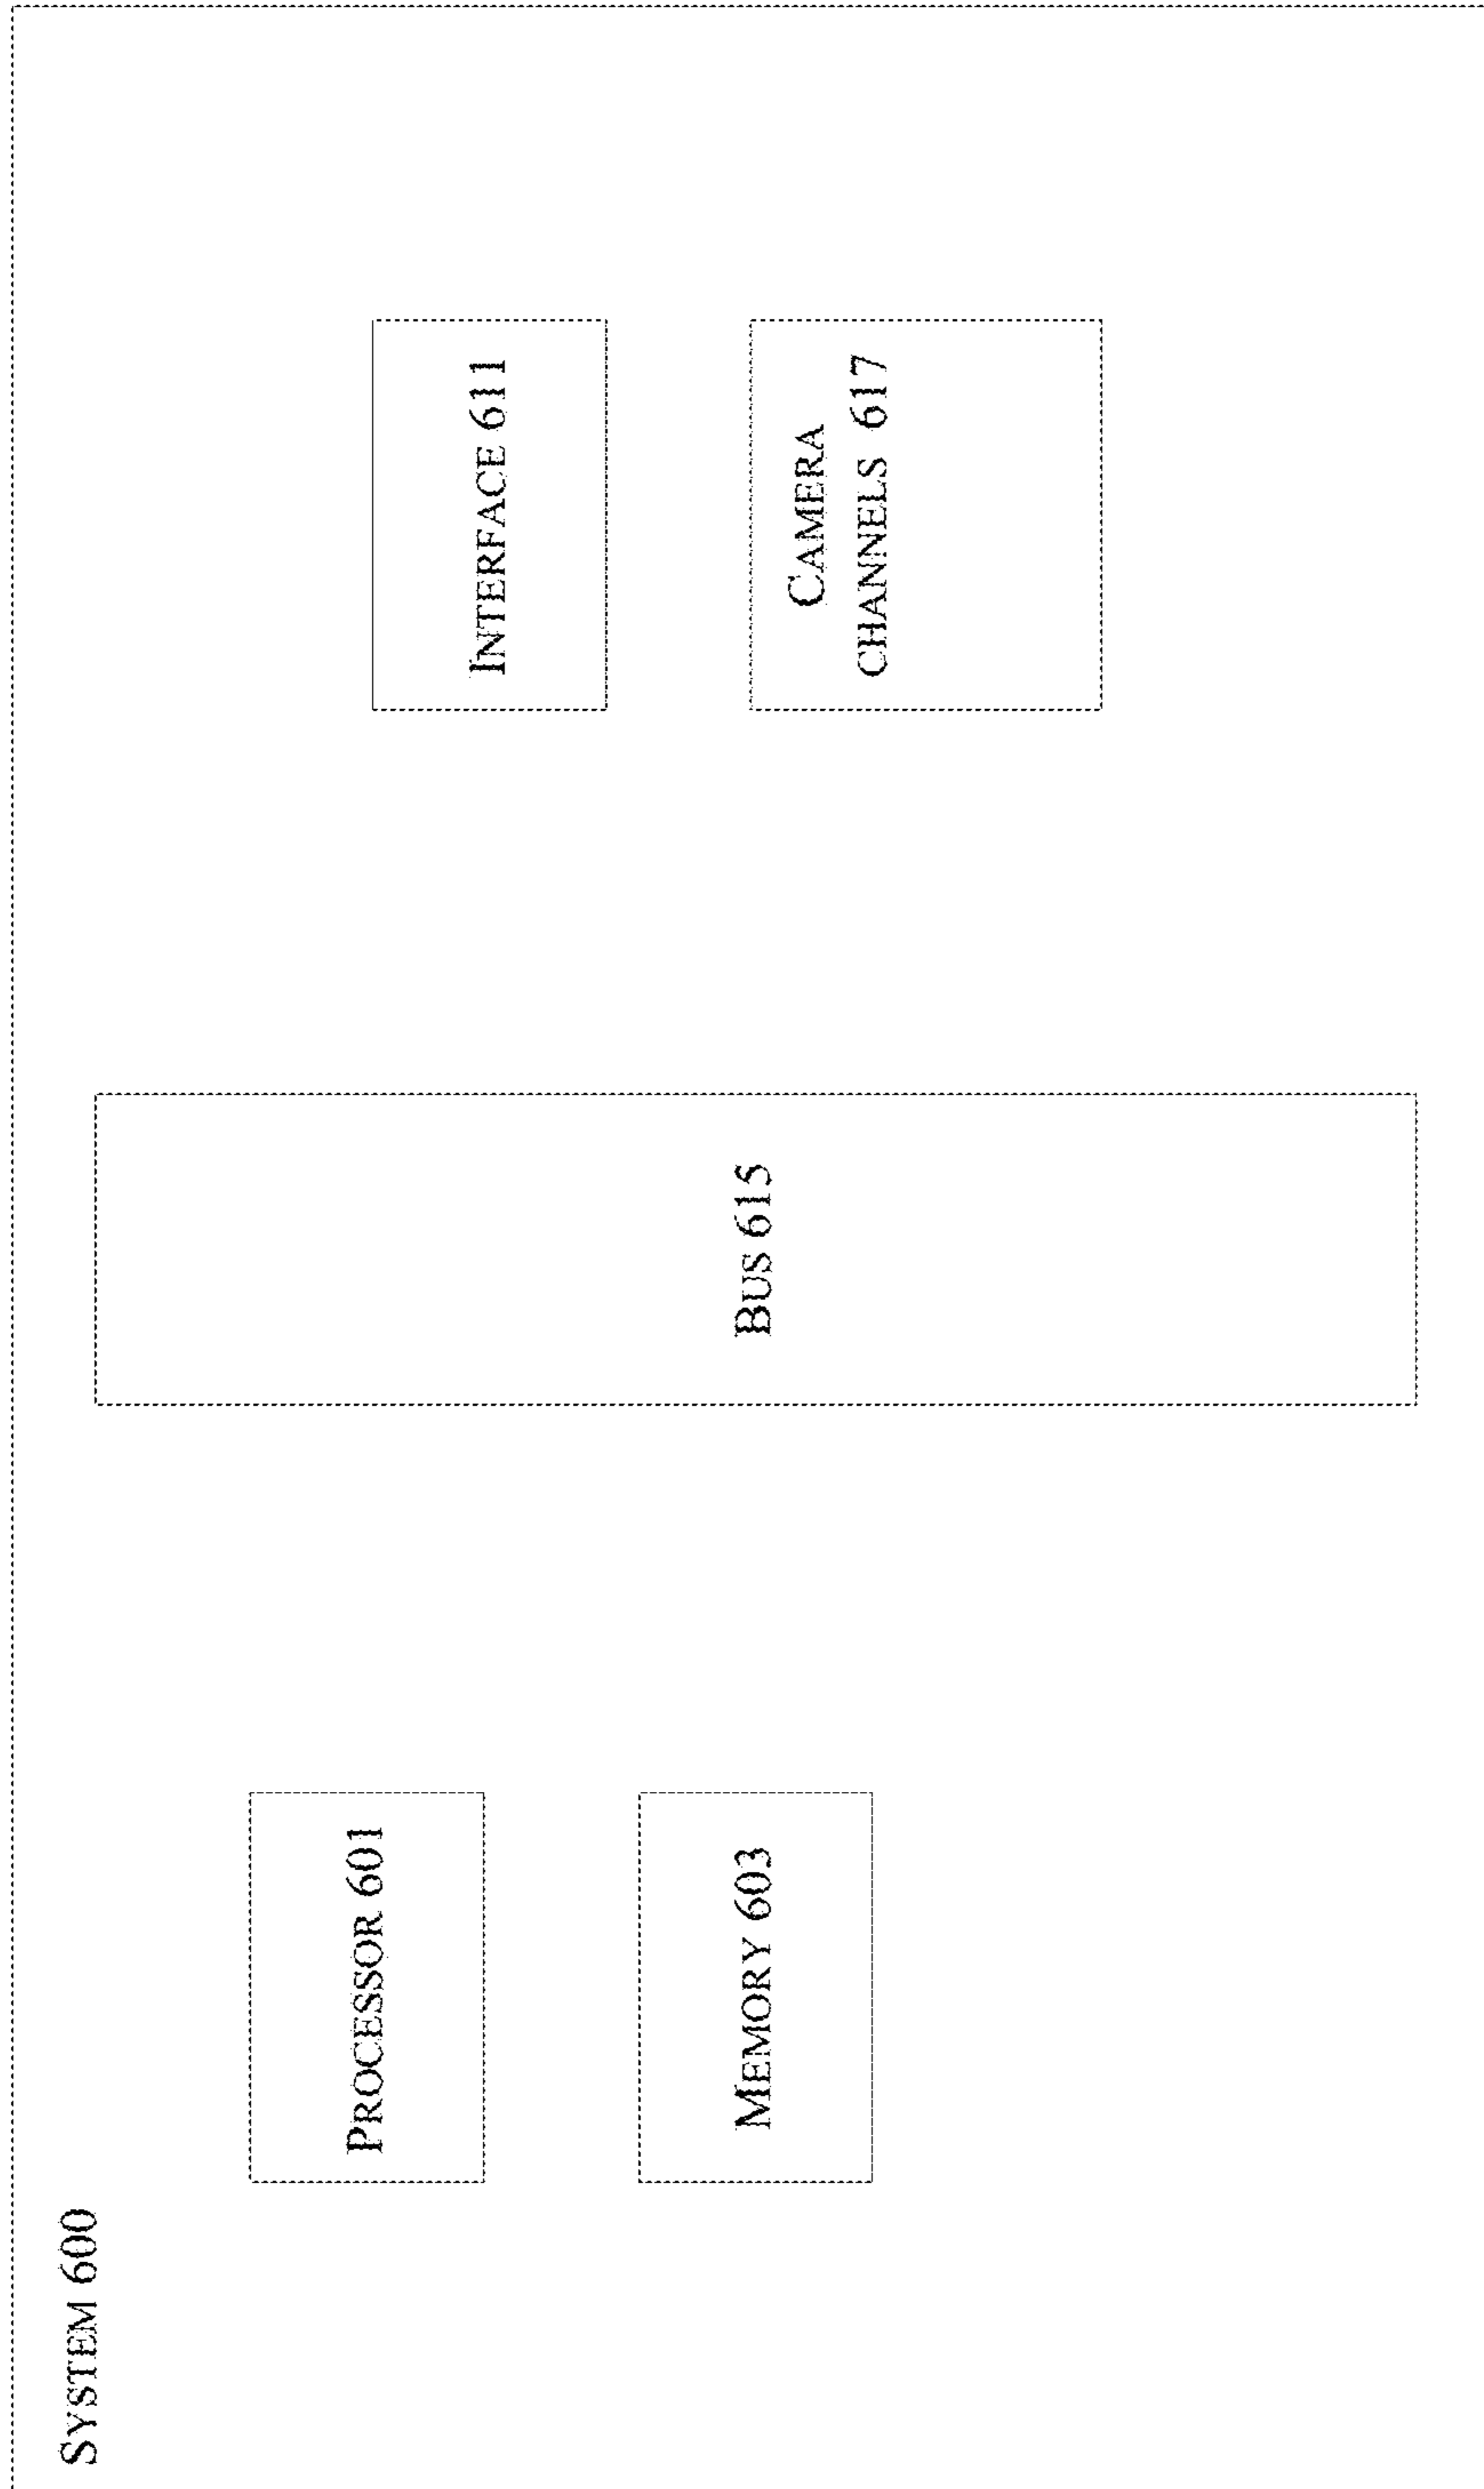 SYSTEM 600
PROCESSOR 601
MEMORY 603
BUS 615
INTERFACE 611
CAMERA
CHANNELS 617